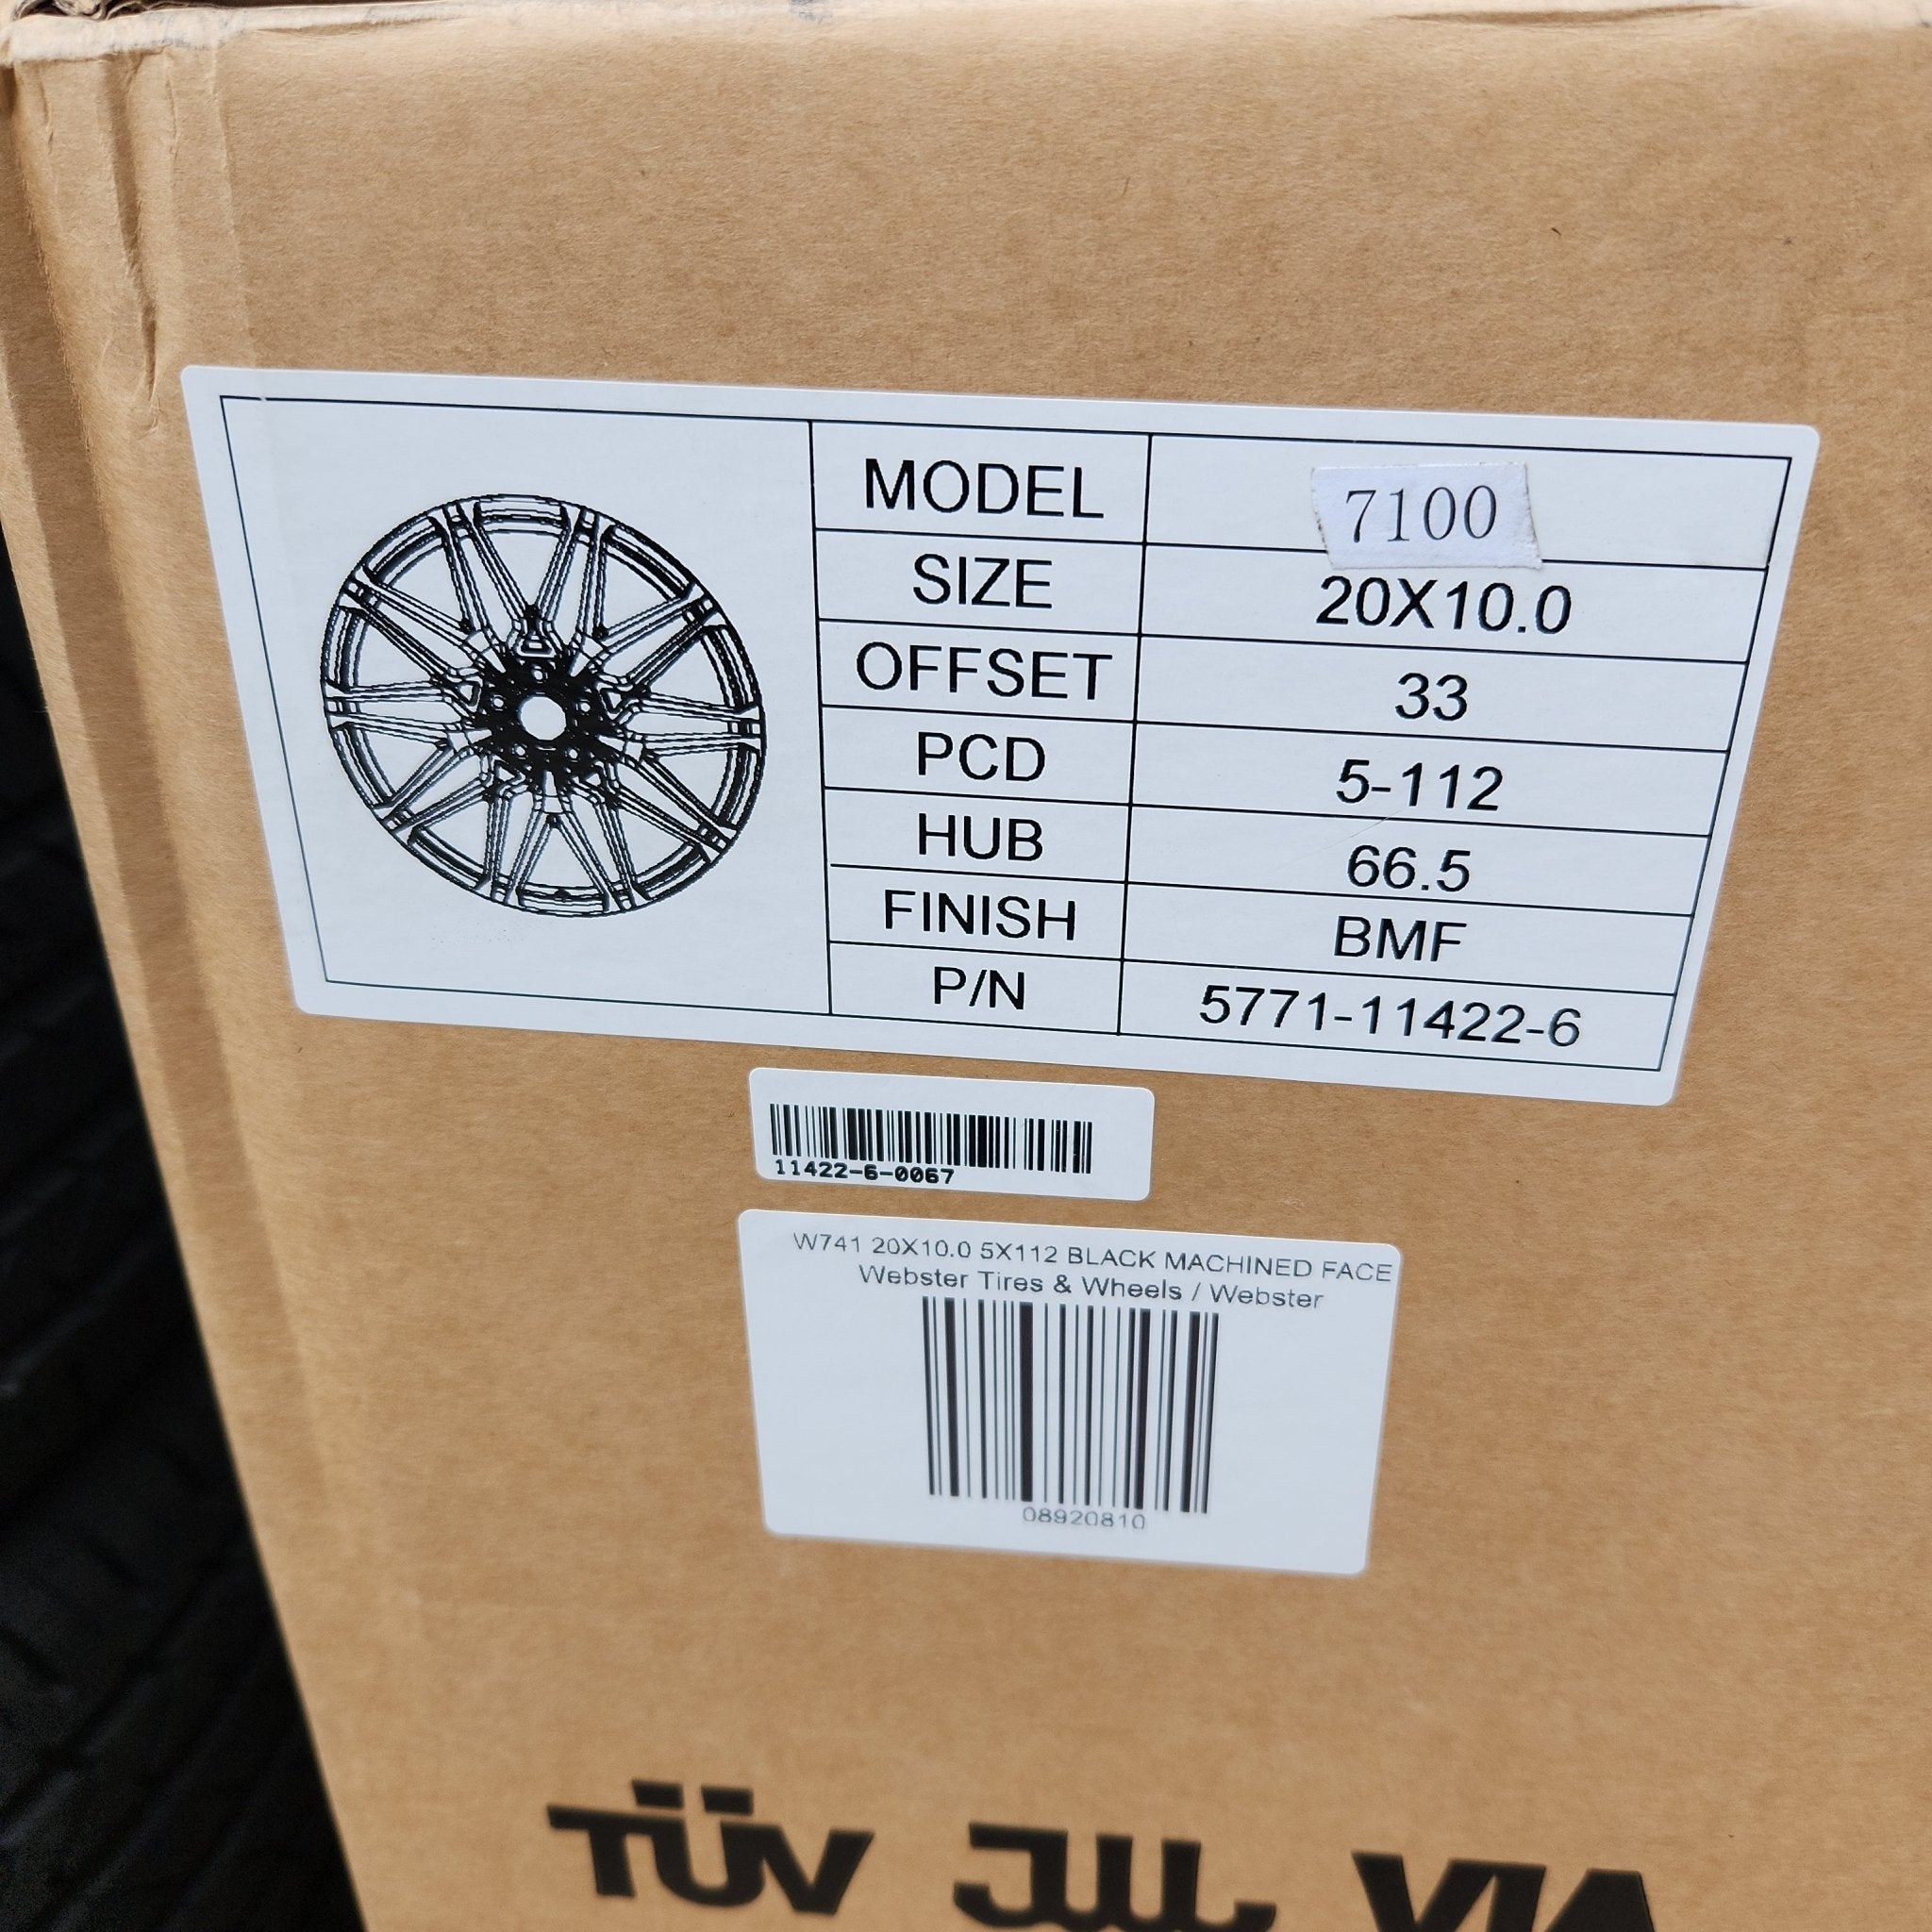 MODEL 7100
SIZE 20X10.0
OFFSET 33
PCD 5-112
HUB 66.5
FINISH BMF
P/N 5771-11422-6
11422-6-0067
W741 20X10.0 5X112 BLACK MACHINED FACE
Webster Tires & Wheels / Webster
08920810
TÜV JWL VIA